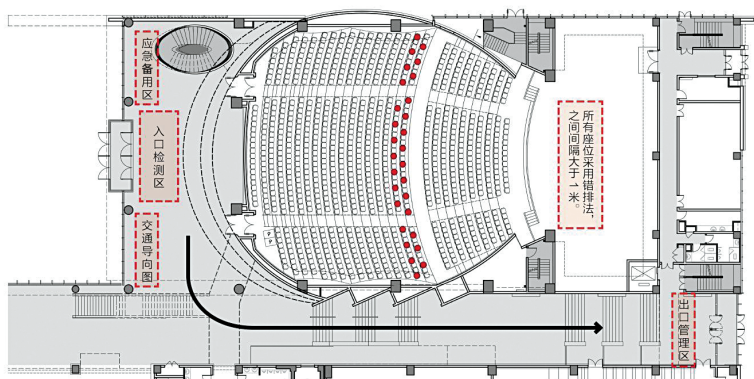 应急备用区
入口检测区
交通导向图
所有座位采用错排法，
之间间隔大于1米。
出口管理区